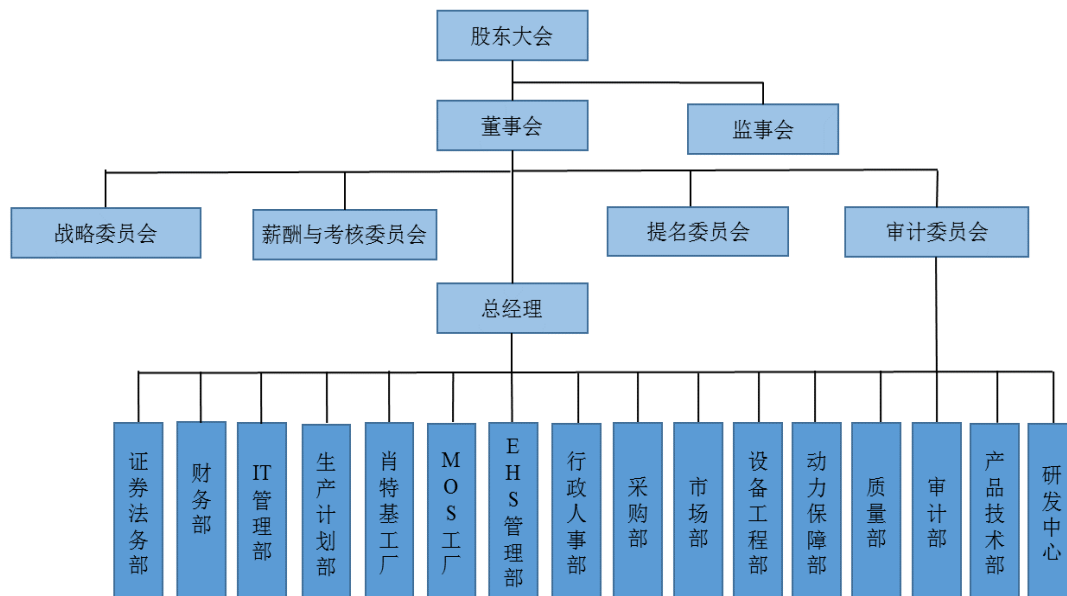 股东大会
董事会
监事会
战略委员会
薪酬与考核委员会
提名委员会
审计委员会
总经理
证券法务部
财务部
IT管理部
生产计划部
肖特基工厂
MOS工厂
EHS管理部
行政人事部
采购部
市场部
设备工程部
动力保障部
质量部
审计部
产品技术部
研发中心